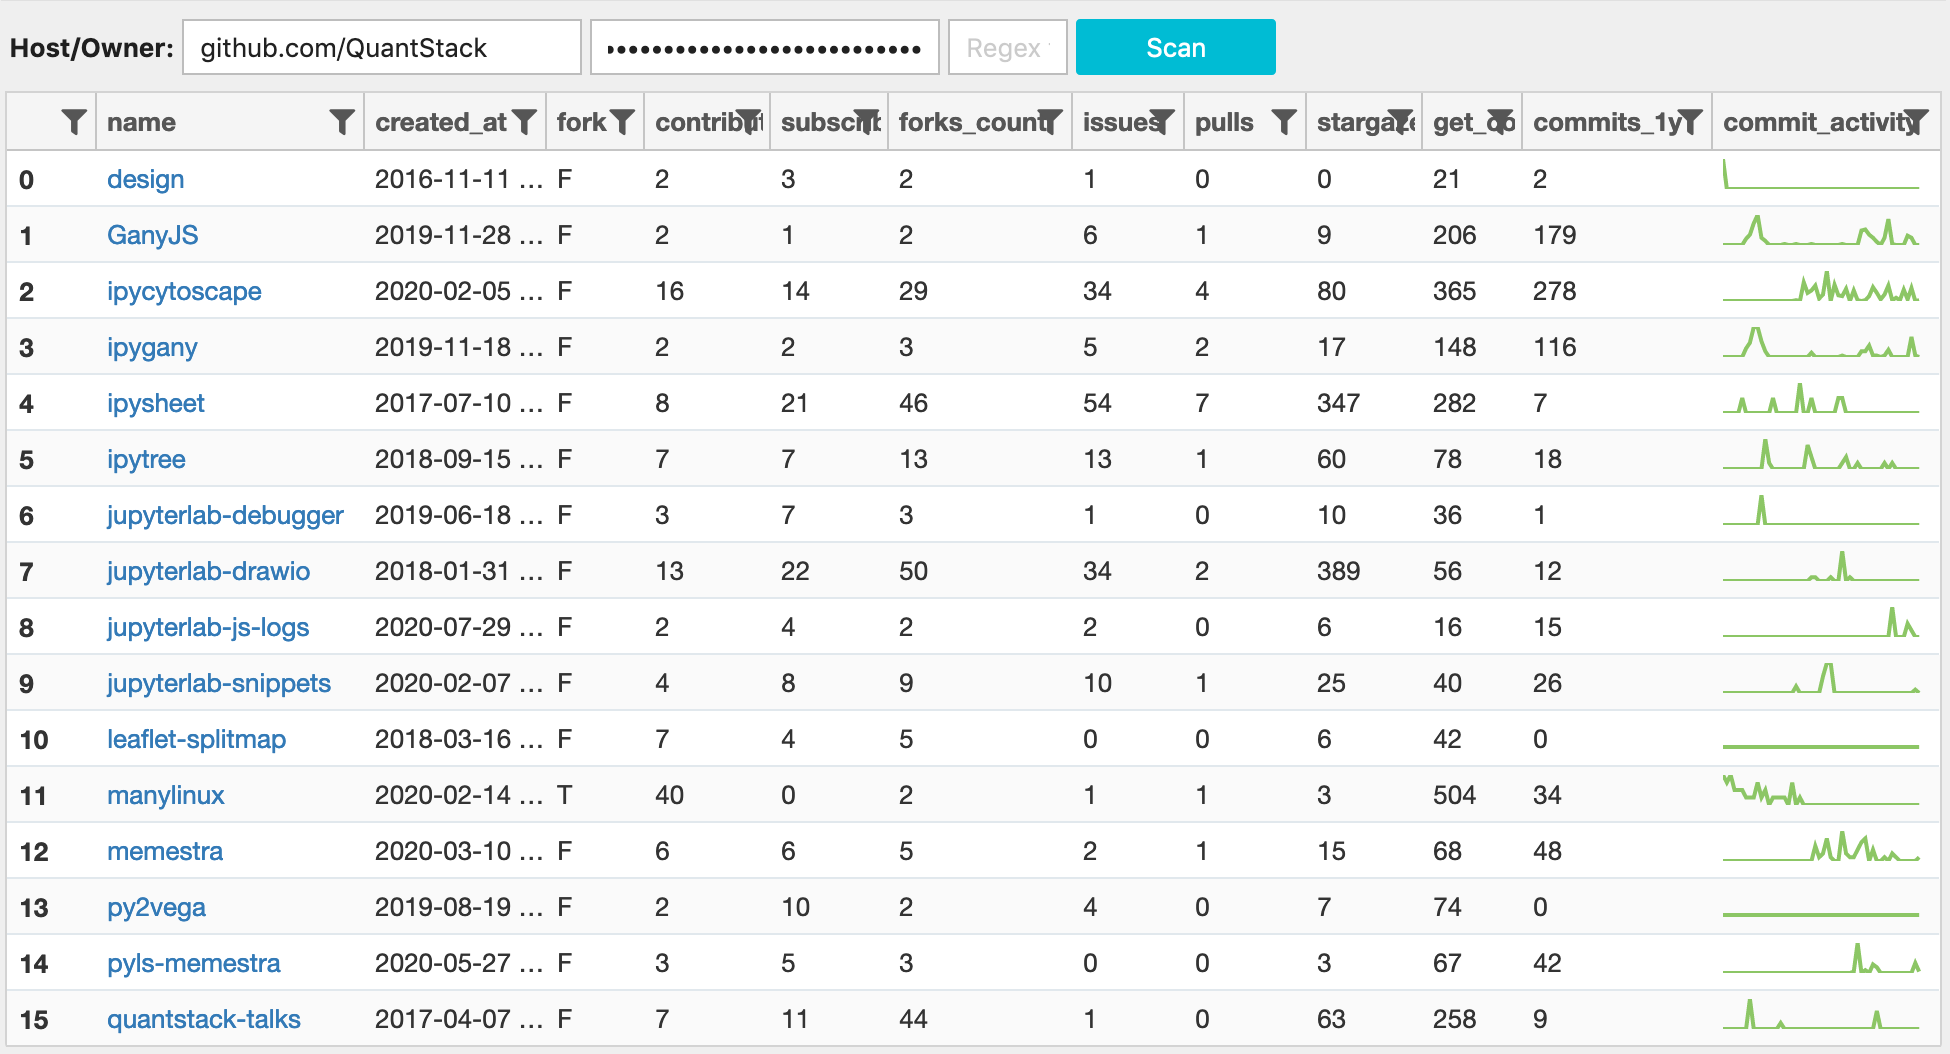 Host/Owner: github.com/QuantStack •••••••••••••••••••••••••••• Regex Scan
name created_at fork contribut subscrib forks_count issues pulls stargaze commits_1y commit_activity
0 design 2016-11-11 ... F 2 3 2 1 0 0 21 2
1 GanyJS 2019-11-28 ... F 2 1 2 6 1 9 206 179
2 ipycytoscape 2020-02-05 ... F 16 14 29 34 4 80 365 278
3 ipygany 2019-11-18 ... F 2 2 3 5 2 17 148 116
4 ipysheet 2017-07-10 ... F 8 21 46 54 7 347 282 7
5 ipytree 2018-09-15 ... F 7 7 13 13 1 60 78 18
6 jupyterlab-debugger 2019-06-18 ... F 3 7 3 1 0 10 36 1
7 jupyterlab-drawio 2018-01-31 ... F 13 22 50 34 2 389 56 12
8 jupyterlab-js-logs 2020-07-29 ... F 2 4 2 2 0 6 16 15
9 jupyterlab-snippets 2020-02-07 ... F 4 8 9 10 1 25 40 26
10 leaflet-splitmap 2018-03-16 ... F 7 4 5 0 0 6 42 0
11 manylinux 2020-02-14 ... T 40 0 2 1 1 3 504 34
12 memestra 2020-03-10 ... F 6 6 5 2 1 15 68 48
13 py2vega 2019-08-19 ... F 2 10 2 4 0 7 74 0
14 pyls-memestra 2020-05-27 ... F 3 5 3 0 0 3 67 42
15 quantstack-talks 2017-04-07 ... F 7 11 44 1 0 63 258 9